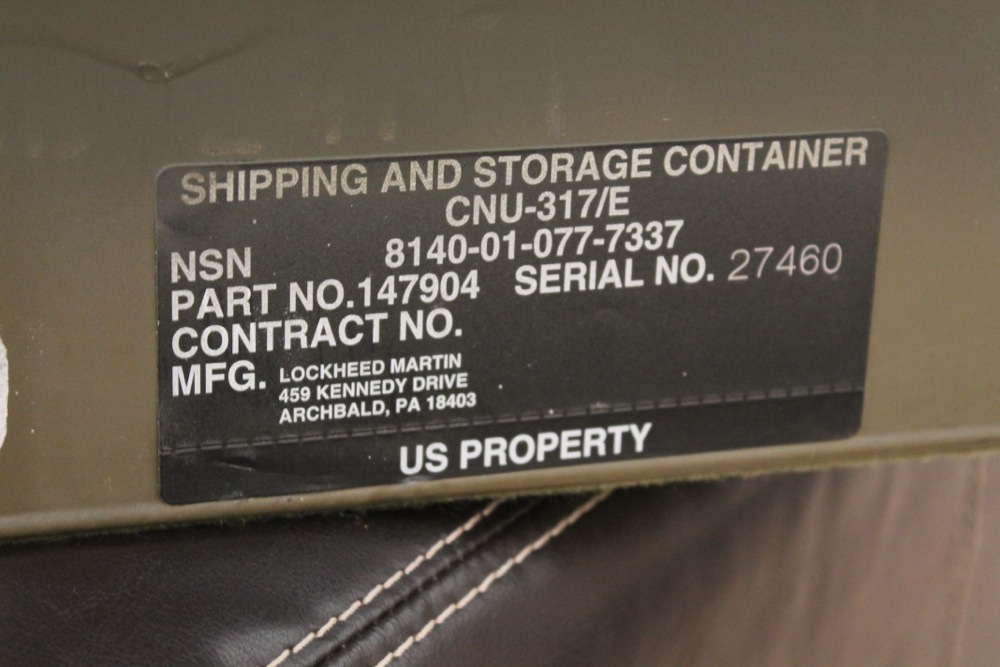 SHIPPING AND STORAGE CONTAINER
CNU-317/E
NSN 8140-01-077-7337
PART NO.147904 SERIAL NO. 27460
CONTRACT NO.
MFG. LOCKHEED MARTIN
459 KENNEDY DRIVE
ARCHBALD, PA 18403
US PROPERTY